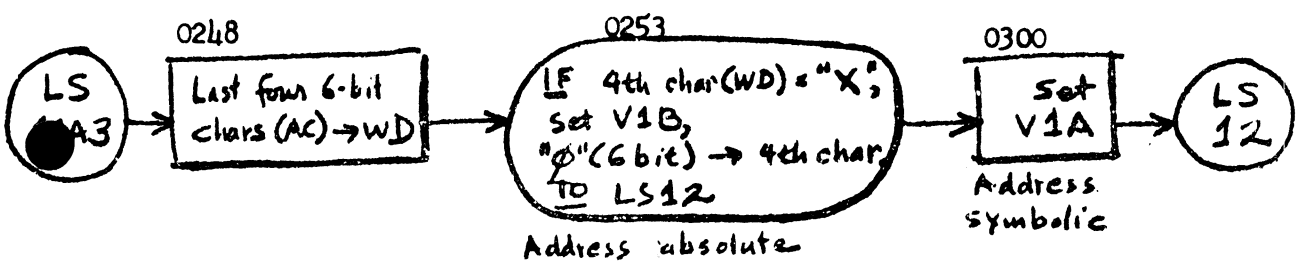 LS
A3
0248
Last four 6-bit
chars (AC) → WD
0253
IF 4th char (WD) = "X",
set V1B,
"φ" (6 bit) → 4th char,
TO LS12
Address absolute
0300
Set
V1A
Address
symbolic
LS
12